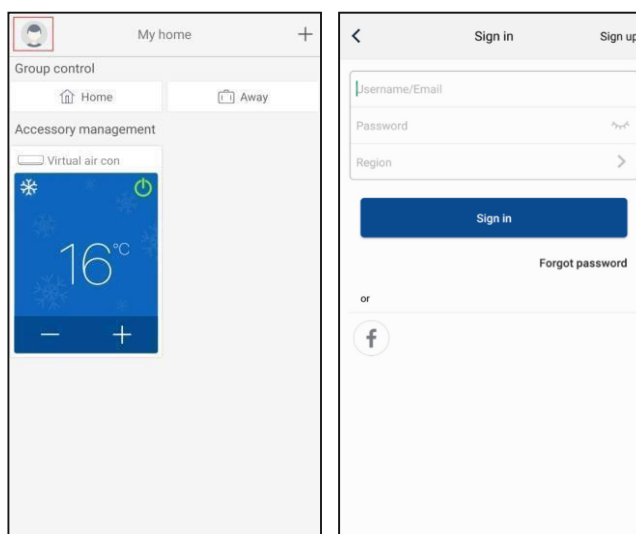 My home
+
Group control
Home Away
Accessory management
Virtual air con
16°C
− +
Sign in Sign up
Username/Email
Password
Region
Sign in
Forgot password
or
f